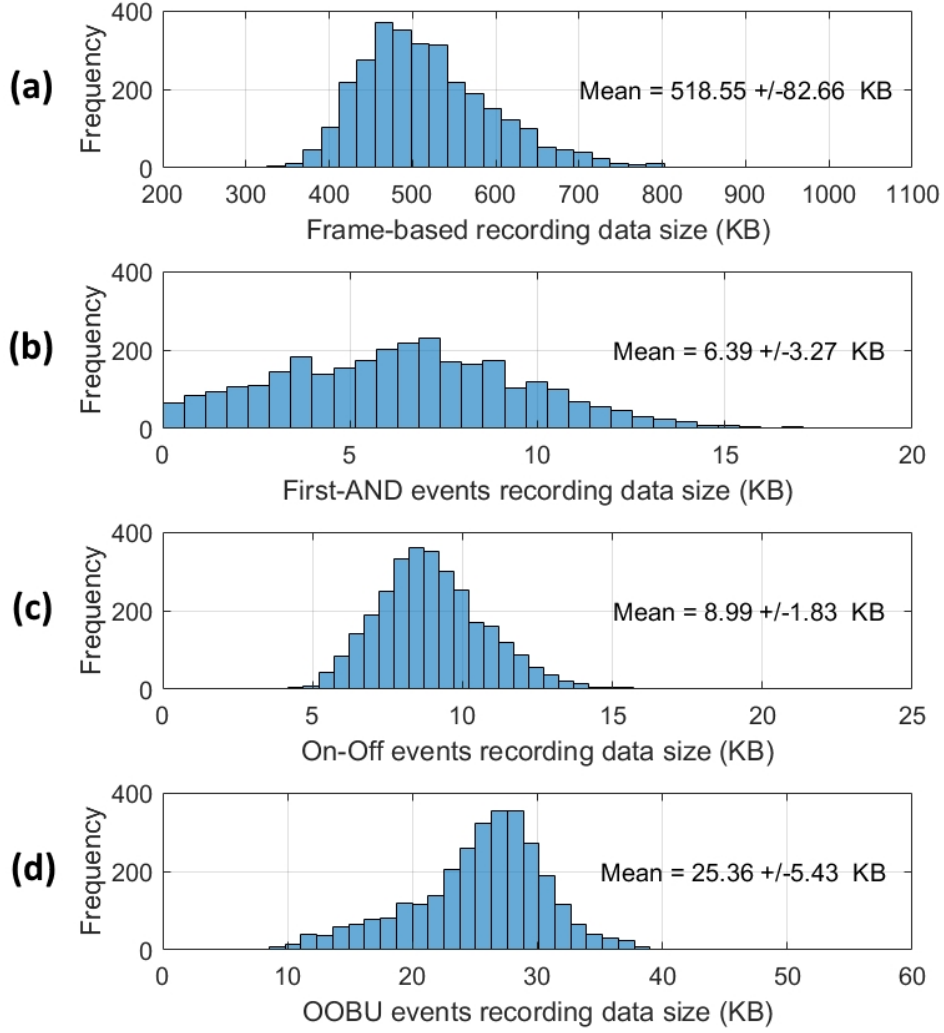 (a)
Frequency
400
200
0
Mean = 518.55 +/-82.66 KB
200 300 400 500 600 700 800 900 1000 1100
Frame-based recording data size (KB)
(b)
Frequency
400
200
0
Mean = 6.39 +/-3.27 KB
0 5 10 15 20
First-AND events recording data size (KB)
(c)
Frequency
400
200
0
Mean = 8.99 +/-1.83 KB
0 5 10 15 20 25
On-Off events recording data size (KB)
(d)
Frequency
400
200
0
Mean = 25.36 +/-5.43 KB
0 10 20 30 40 50 60
OOBU events recording data size (KB)